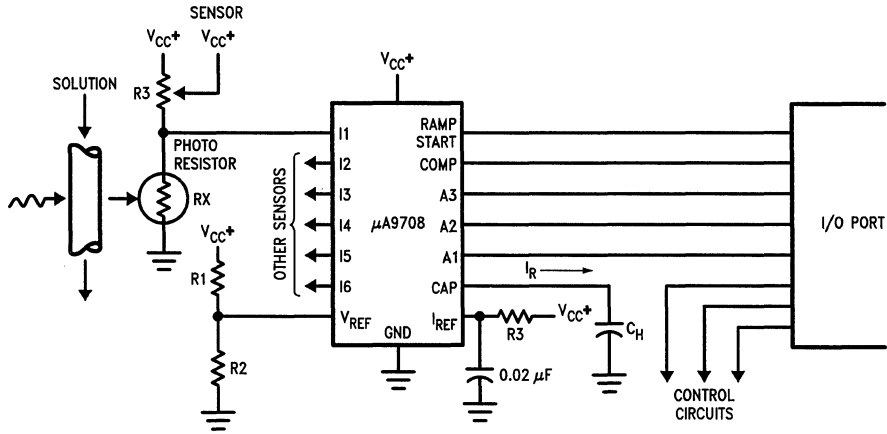 SENSOR
VCC+
VCC+
R3
SOLUTION
PHOTO
RESISTOR
RX
VCC+
R1
R2
OTHER SENSORS
VCC+
I1
I2
I3
I4
I5
I6
VREF
GND
μA9708
RAMP
START
COMP
A3
A2
A1
CAP
IREF
IR
R3
VCC+
CH
0.02 μF
I/O PORT
CONTROL
CIRCUITS